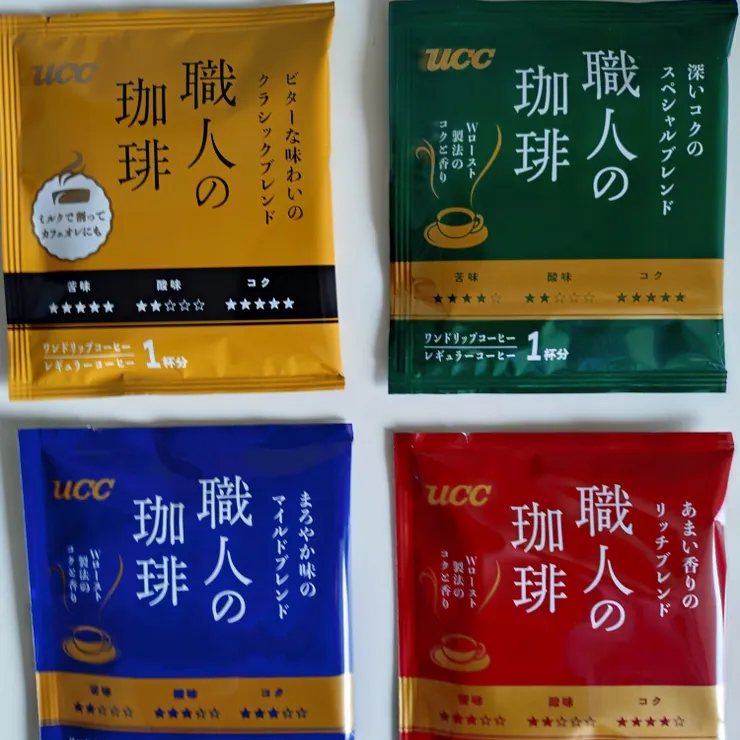 ucc
職人の
珈琲
ビターな味わいの
クラシックブレンド
ミルクで割って
カフェオレにも
苦味 酸味 コク
★★★★★ ★★☆☆☆ ★★★★★
ワンドリップコーヒー
レギュラーコーヒー
1杯分
ucc
職人の
珈琲
深いコクの
スペシャルブレンド
Wロースト
製法の
コクと香り
苦味 酸味 コク
★★★★☆ ★★☆☆☆ ★★★★★
ワンドリップコーヒー
レギュラーコーヒー
1杯分
ucc
職人の
珈琲
まろやか味の
マイルドブレンド
Wロースト
製法の
コクと香り
苦味 酸味 コク
★★☆☆☆ ★★★☆☆ ★★★☆☆
ucc
職人の
珈琲
あまい香りの
リッチブレンド
Wロースト
製法の
コクと香り
苦味 酸味 コク
★★★☆☆ ★★☆☆☆ ★★★★☆